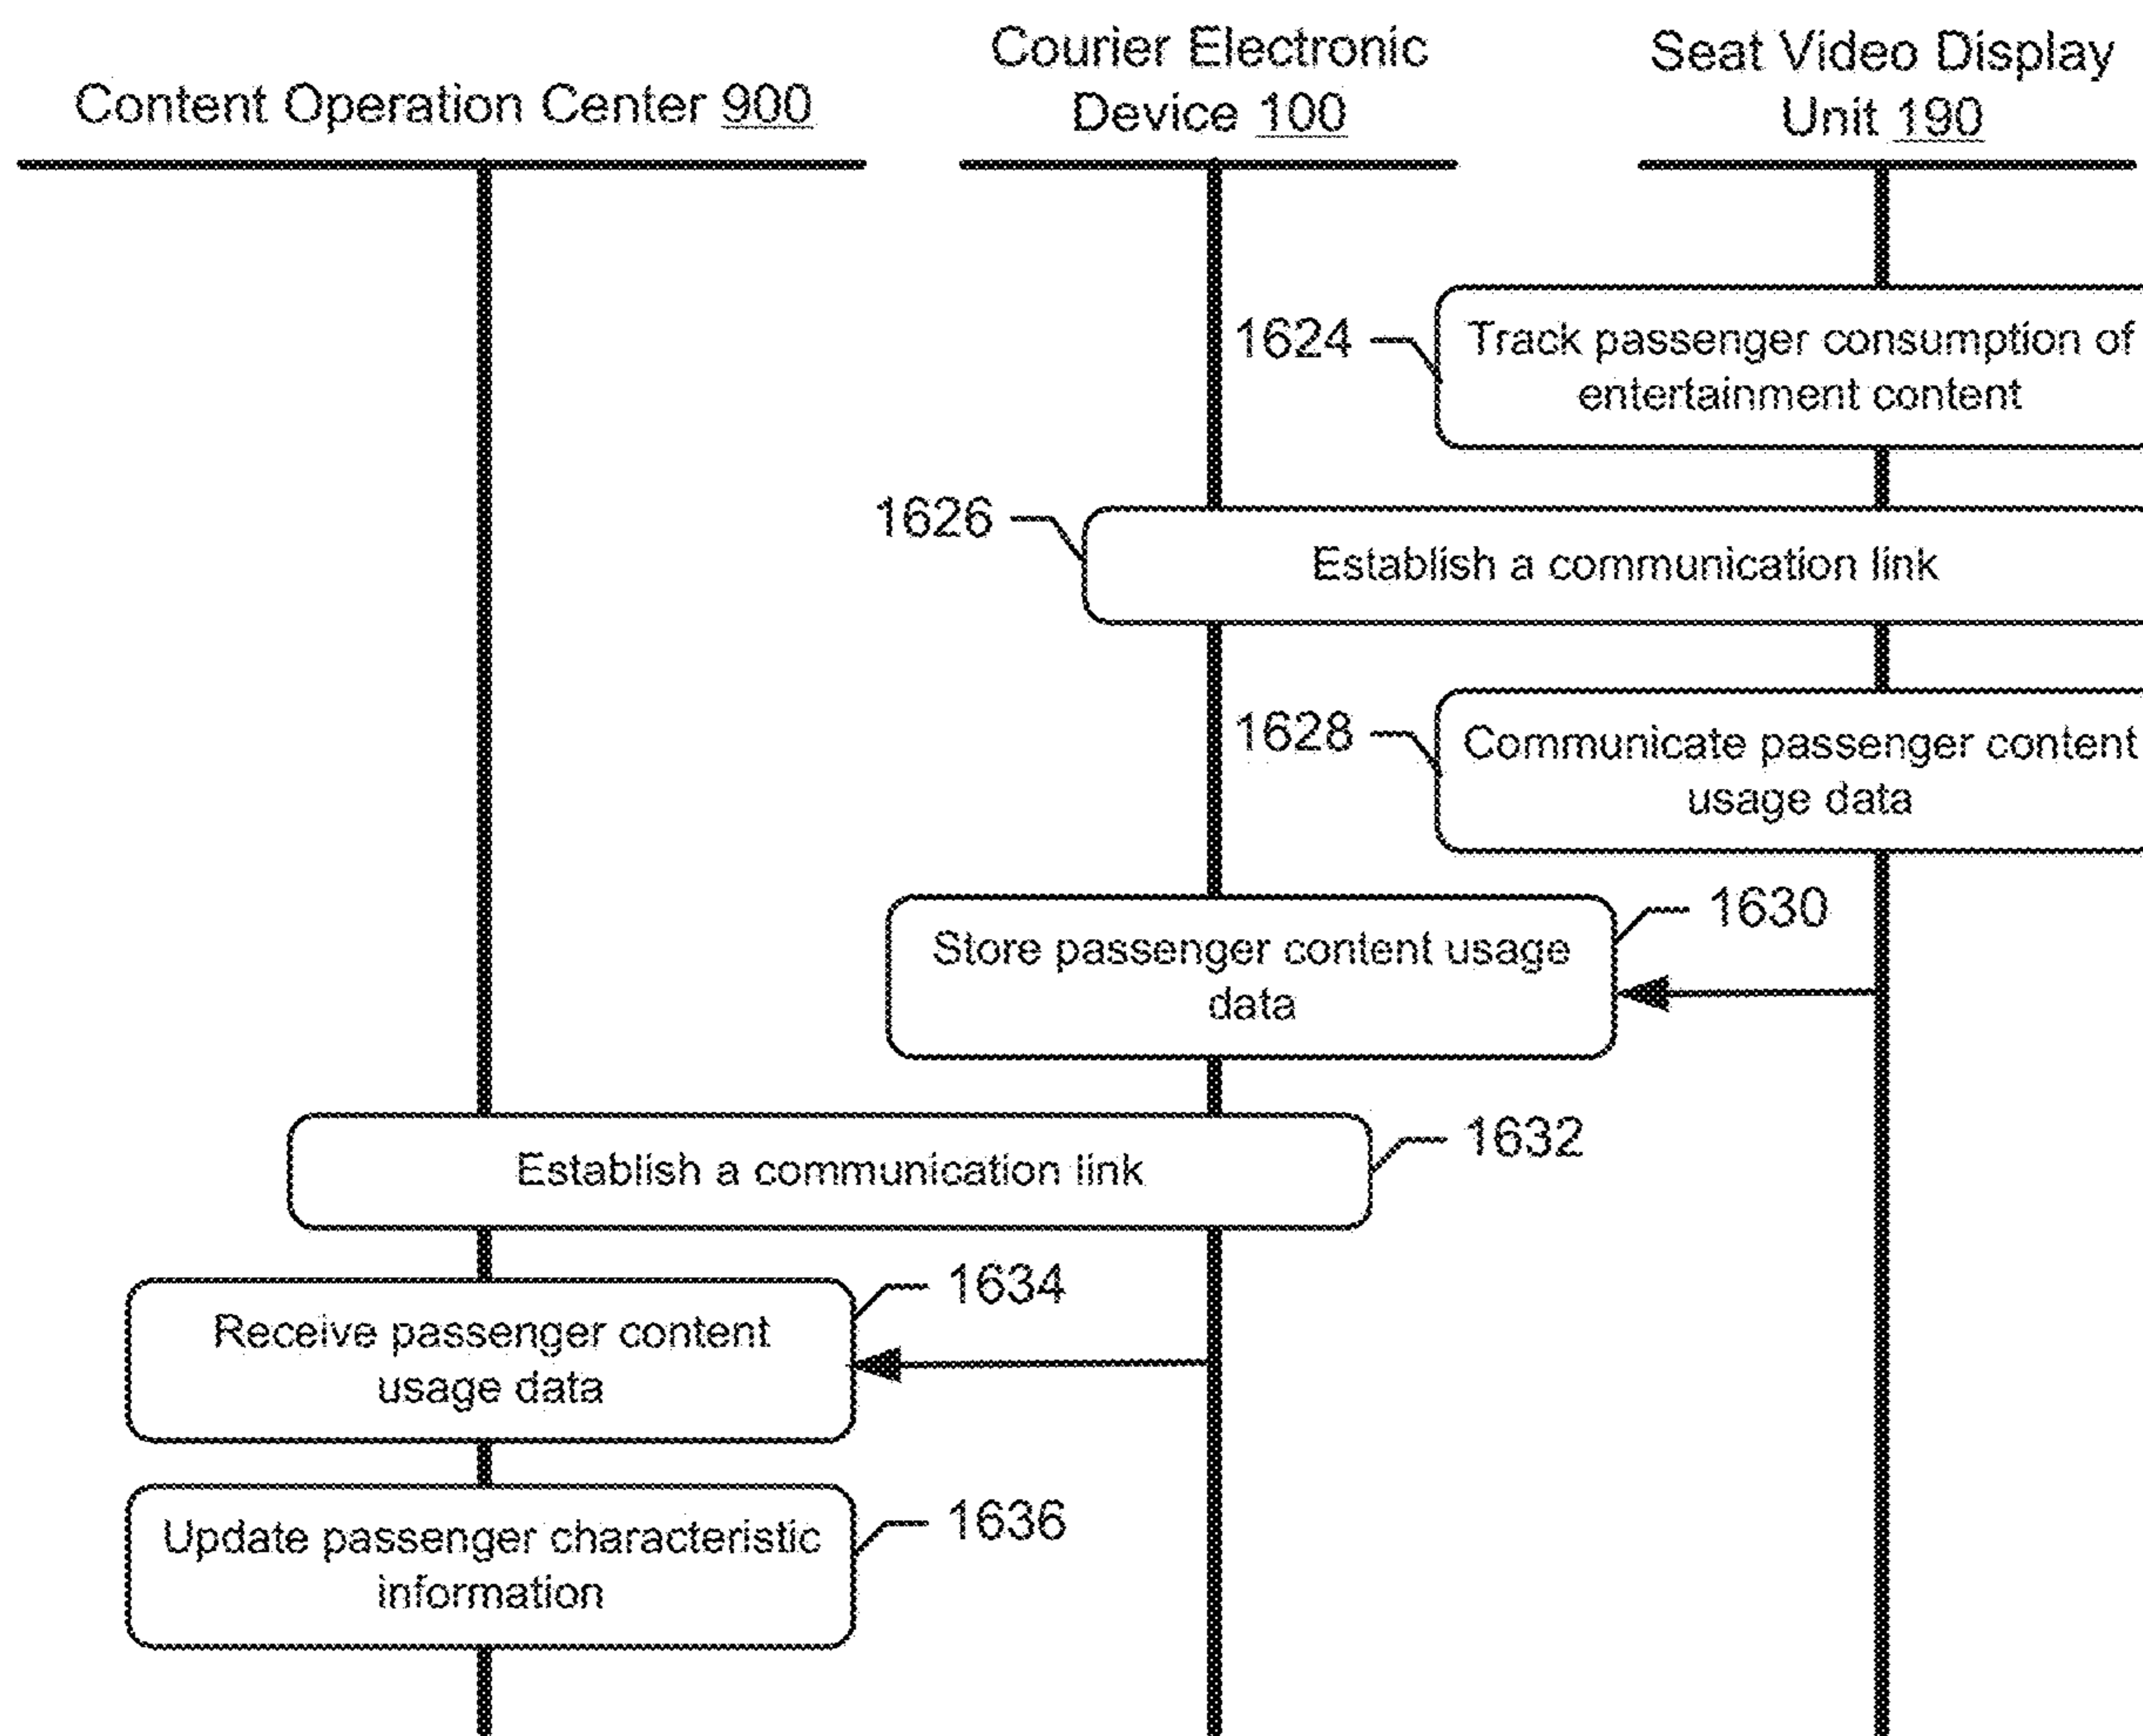 Content Operation Center 900
Courier Electronic
Device 100
Seat Video Display
Unit 190
1624
Track passenger consumption of
entertainment content
1626
Establish a communication link
1628
Communicate passenger content
usage data
1630
Store passenger content usage
data
1632
Establish a communication link
1634
Receive passenger content
usage data
1636
Update passenger characteristic
information